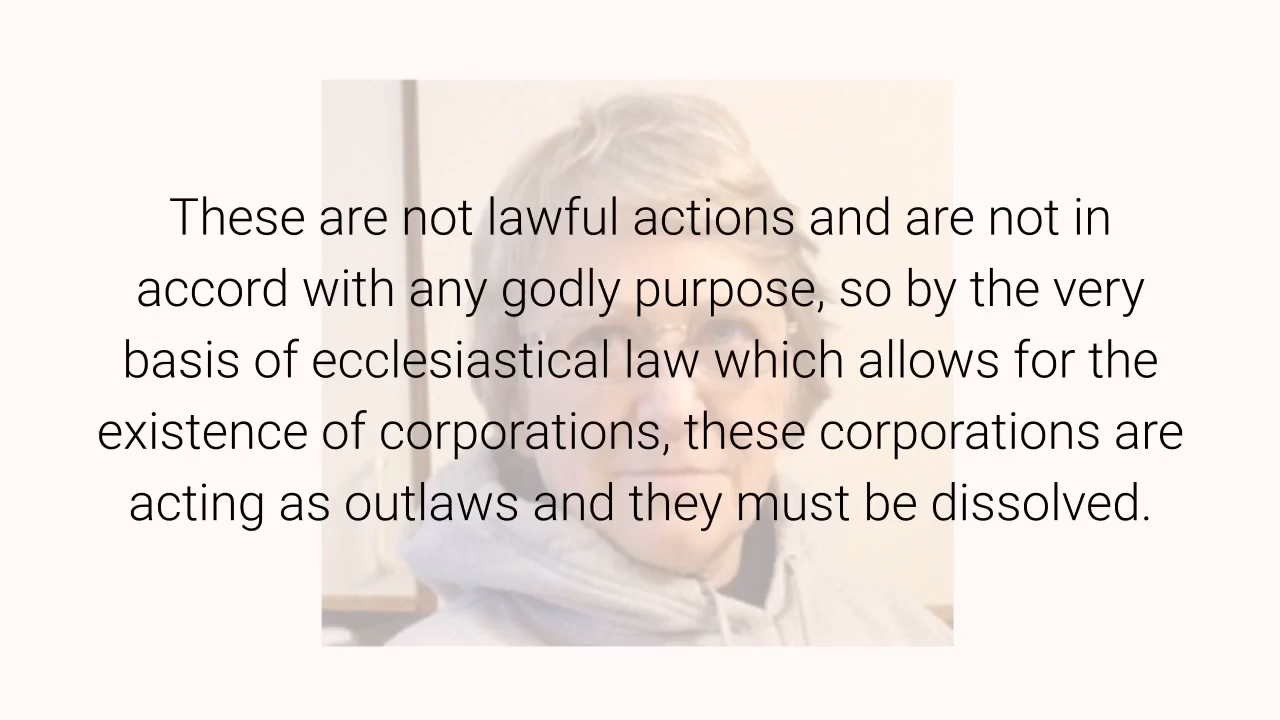 These are not lawful actions and are not in
accord with any godly purpose, so by the very
basis of ecclesiastical law which allows for the
existence of corporations, these corporations are
acting as outlaws and they must be dissolved.